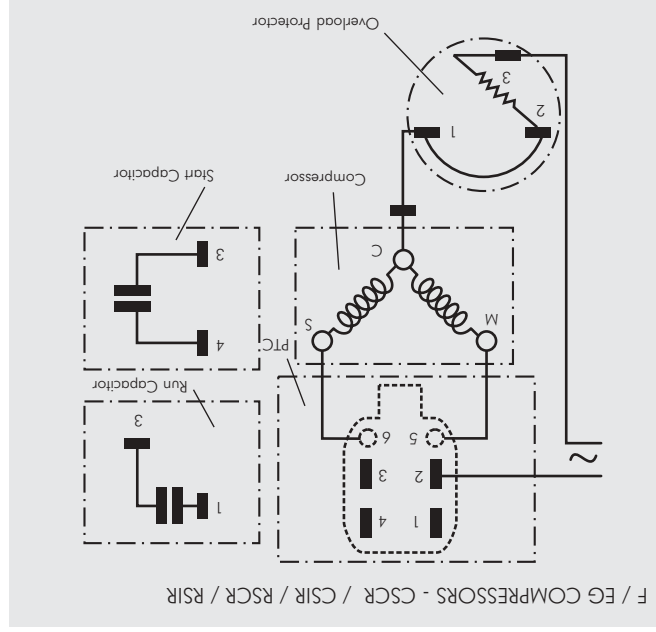 F / EG COMPRESSORS - CSCR / CSIR / RSCR / RSIR
1
4
2
3
5
6
PTC
1
3
Run Capacitor
M
S
C
Compressor
4
3
Start Capacitor
~
1
2
3
Overload Protector